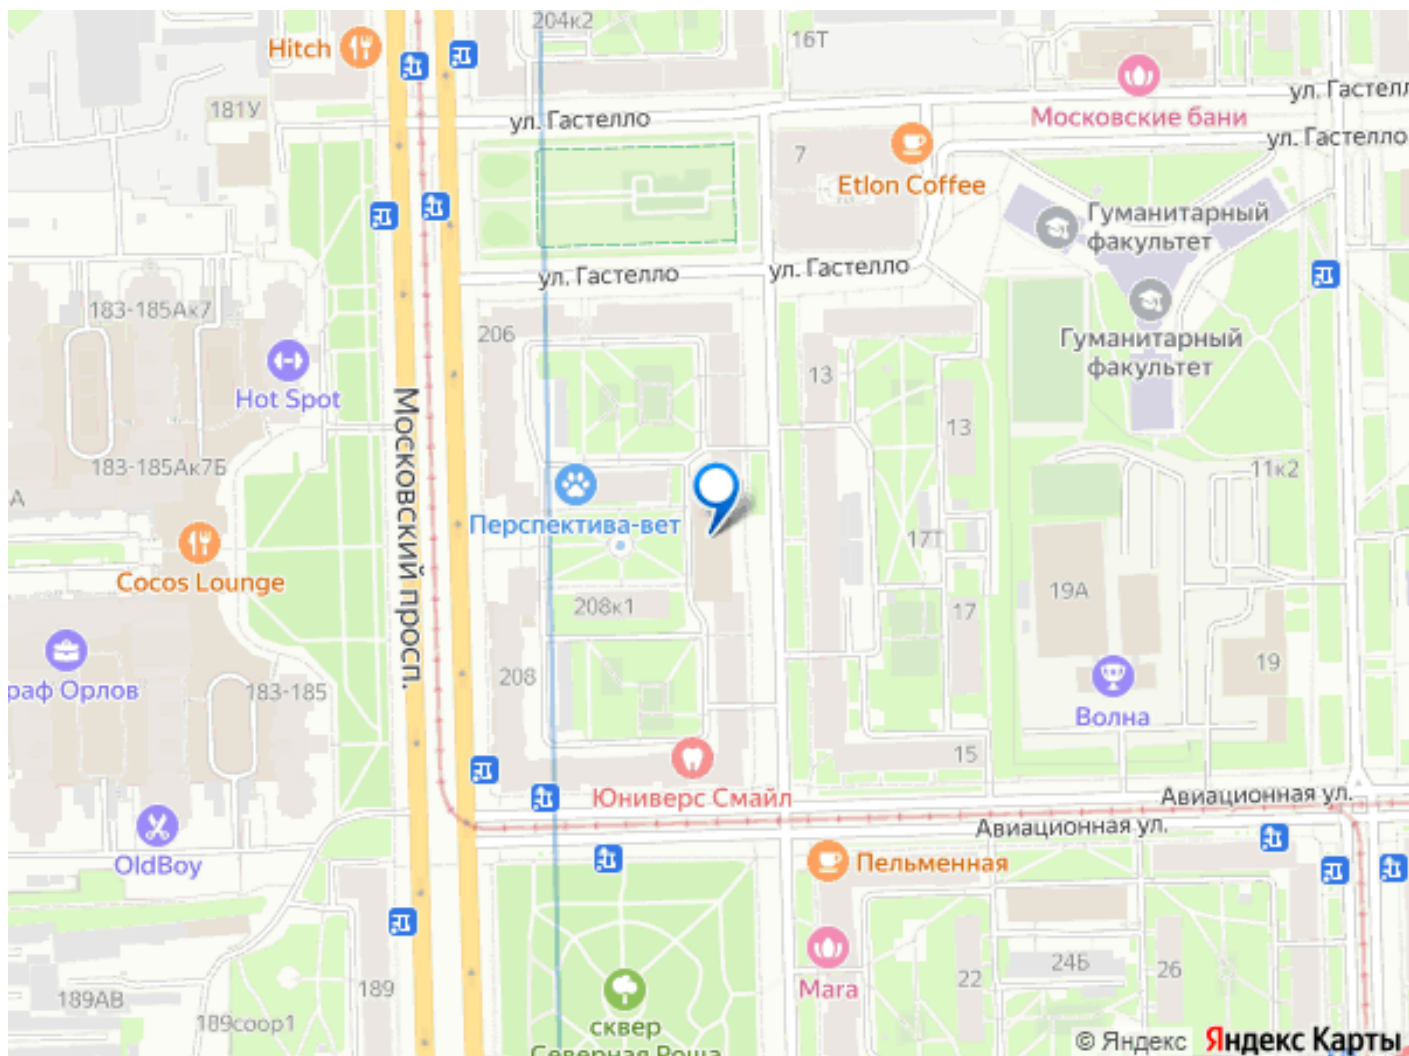 204к2
Hitch
16Т
181У
ул. Гастелло
ул. Гастелл
Московские бани
ул. Гастелло
7
Etlon Coffee
Гуманитарный
факультет
ул. Гастелло
ул. Гастелло
183-185Ак7
206
Гуманитарный
факультет
Hot Spot
13
13
Московский просп.
183-185Ак7Б
11к2
А
Перспектива-вет
17Т
Cocos Lounge
208к1
19А
17
раф Орлов
183-185
208
19
Волна
15
Юниверс Смайл
Авиационная ул.
Авиационная ул.
OldBoy
Пельменная
189
189АВ
189соор1
Mara
22
24Б
26
сквер
Северная Роща
© Яндекс Яндекс Карты